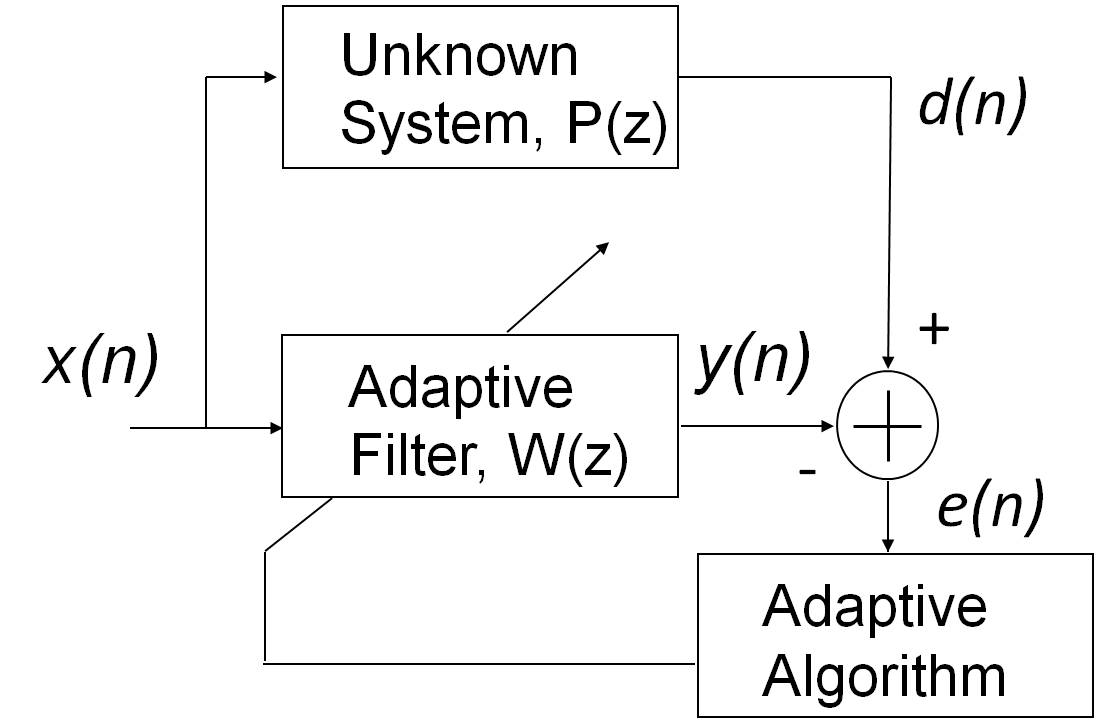 Unknown
System, P(z)
d(n)
+
x(n)
Adaptive
Filter, W(z)
y(n)
-
e(n)
Adaptive
Algorithm